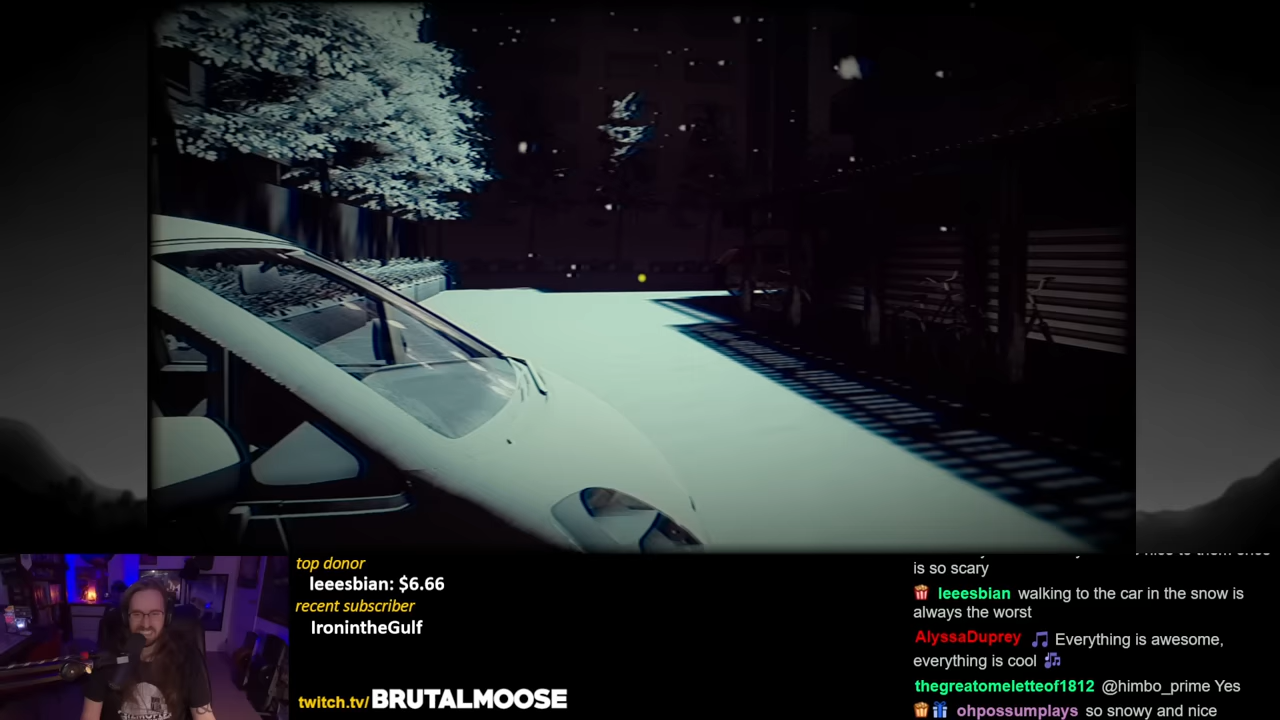 top donor
leeesbian: $6.66
recent subscriber
IronintheGulf
twitch.tv/BRUTALMOOSE
is so scary
leeesbian walking to the car in the snow is
always the worst
AlyssaDuprey Everything is awesome,
everything is cool
thegreatomeletteof1812 @himbo_prime Yes
ohpossumplays so snowy and nice